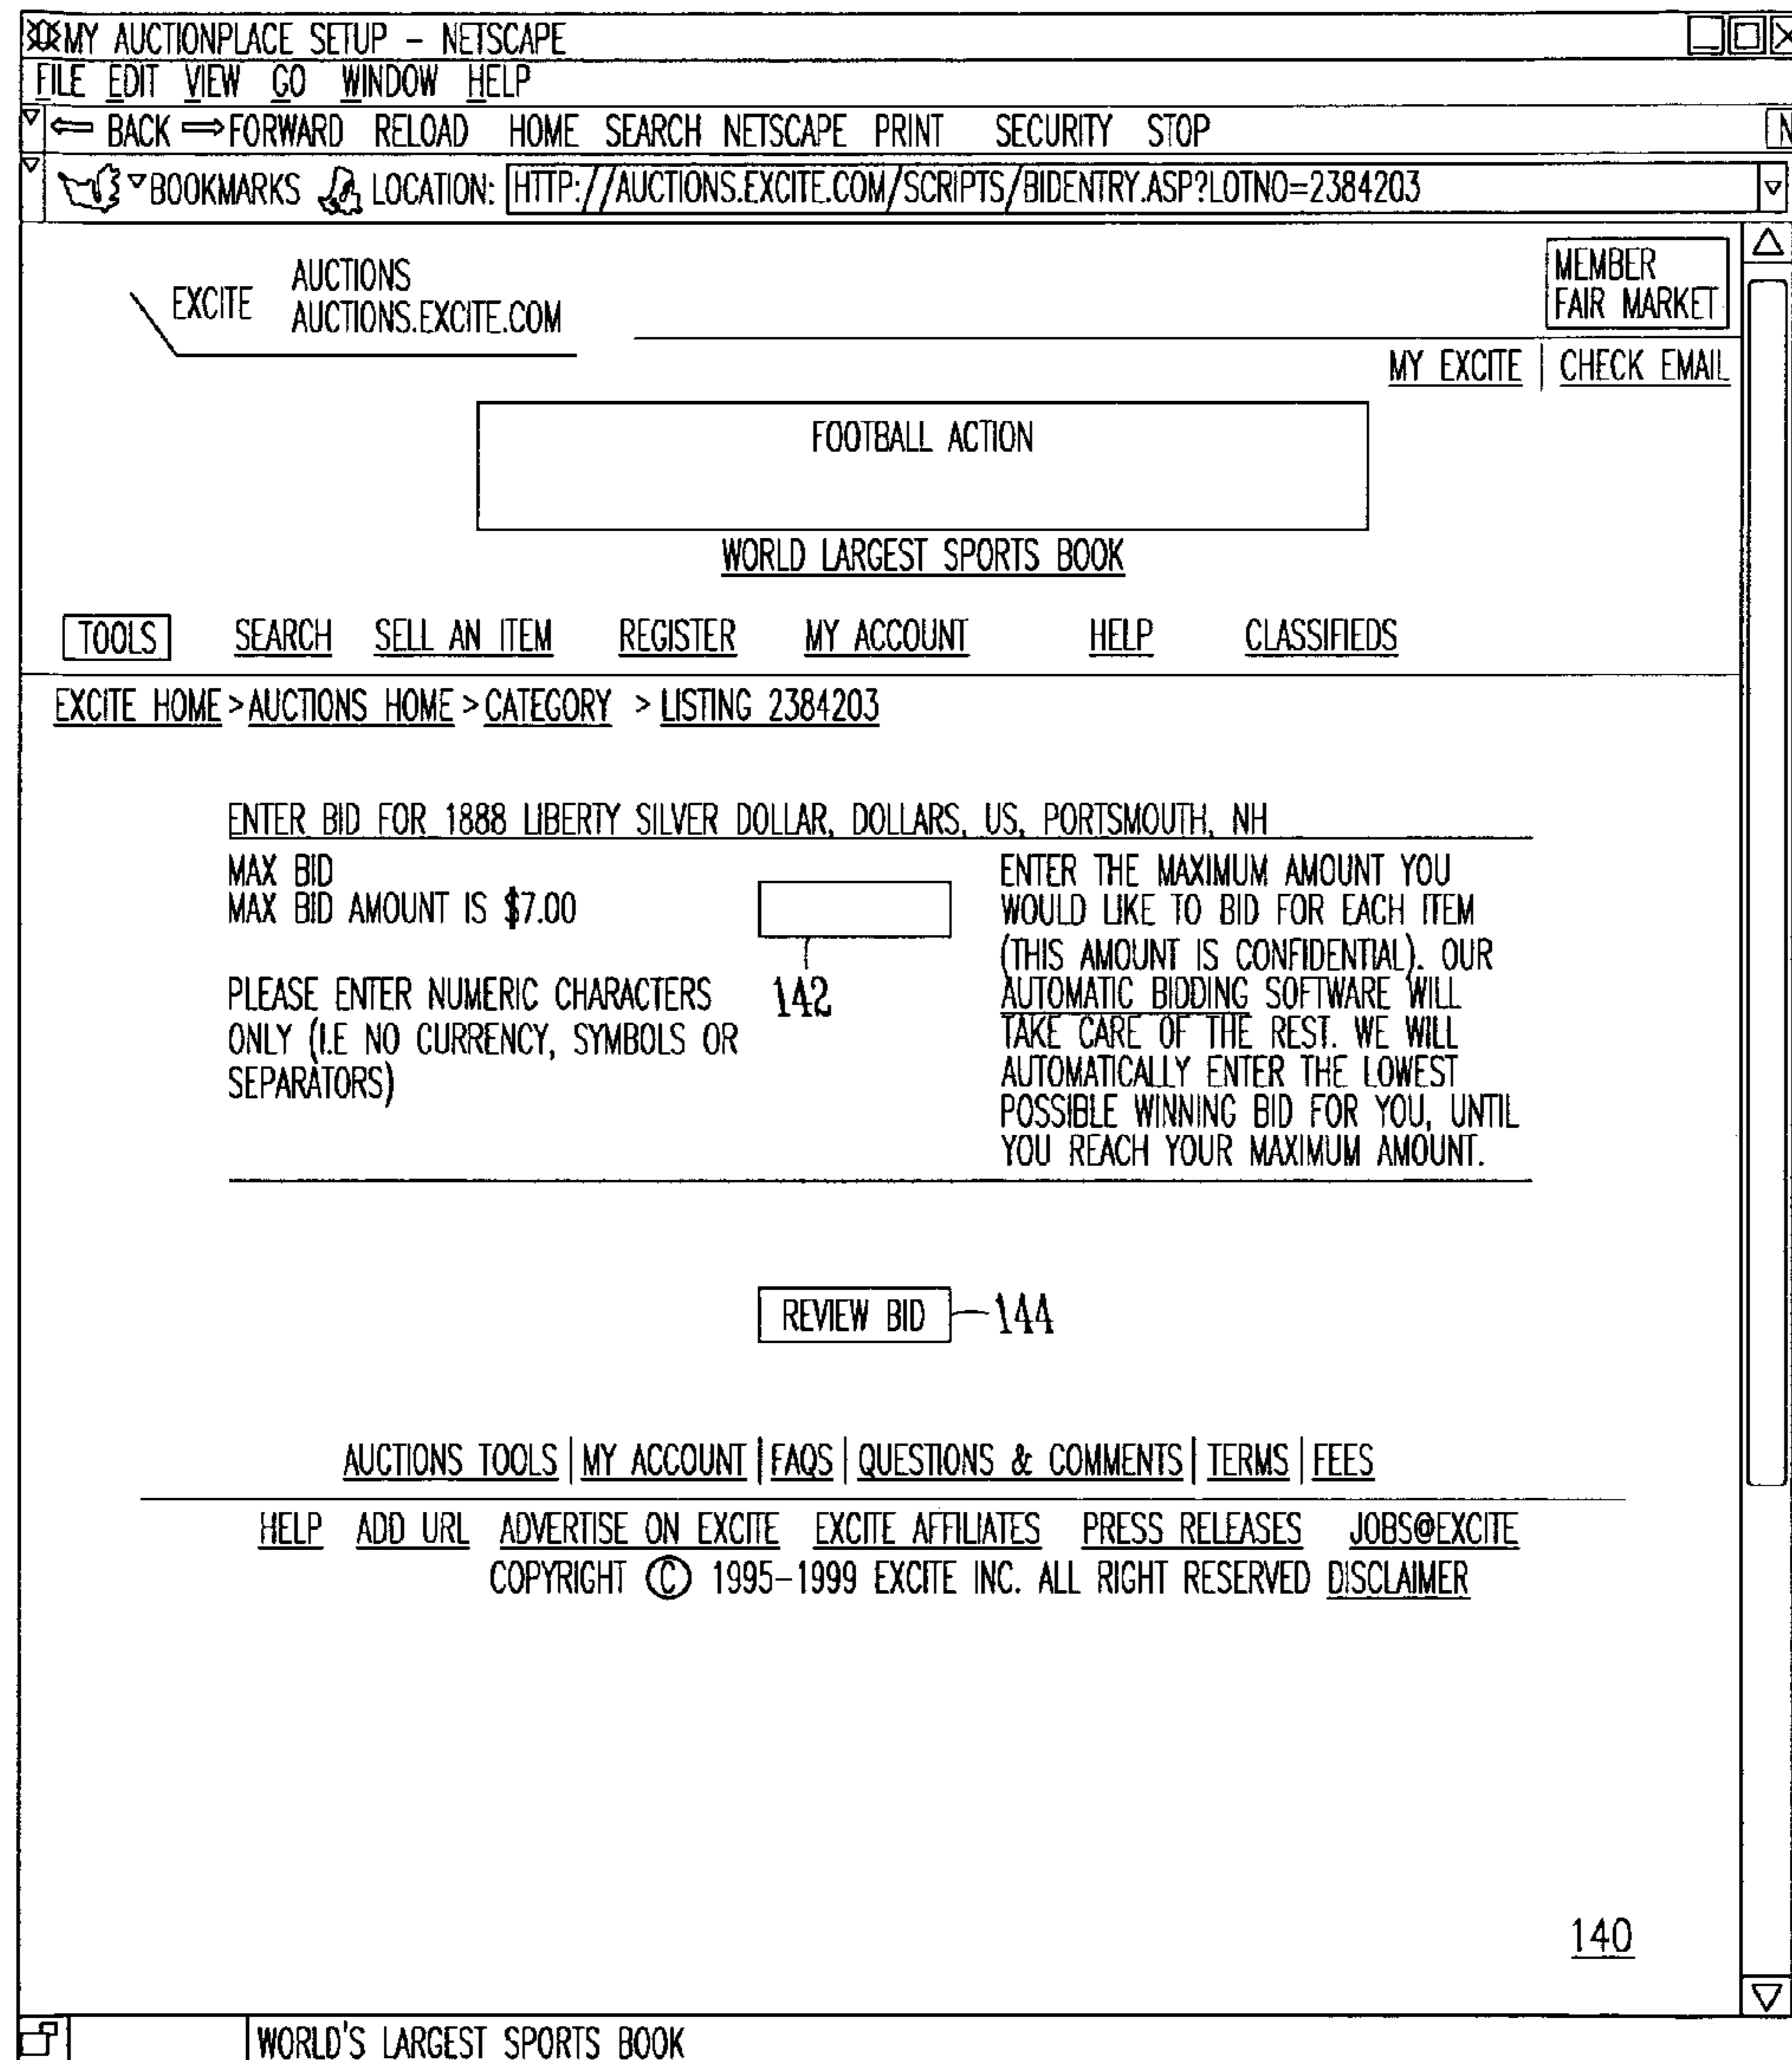 MY AUCTIONPLACE SETUP – NETSCAPE
FILE EDIT VIEW GO WINDOW HELP
BACK FORWARD RELOAD HOME SEARCH NETSCAPE PRINT SECURITY STOP N
BOOKMARKS LOCATION: HTTP://AUCTIONS.EXCITE.COM/SCRIPTS/BIDENTRY.ASP?LOTNO=2384203
EXCITE AUCTIONS
AUCTIONS.EXCITE.COM
MEMBER
FAIR MARKET
MY EXCITE | CHECK EMAIL
FOOTBALL ACTION
WORLD LARGEST SPORTS BOOK
TOOLS SEARCH SELL AN ITEM REGISTER MY ACCOUNT HELP CLASSIFIEDS
EXCITE HOME > AUCTIONS HOME > CATEGORY > LISTING 2384203
ENTER BID FOR 1888 LIBERTY SILVER DOLLAR, DOLLARS, US, PORTSMOUTH, NH
MAX BID
MAX BID AMOUNT IS $7.00
PLEASE ENTER NUMERIC CHARACTERS
ONLY (I.E NO CURRENCY, SYMBOLS OR
SEPARATORS)
142
ENTER THE MAXIMUM AMOUNT YOU
WOULD LIKE TO BID FOR EACH ITEM
(THIS AMOUNT IS CONFIDENTIAL). OUR
AUTOMATIC BIDDING SOFTWARE WILL
TAKE CARE OF THE REST. WE WILL
AUTOMATICALLY ENTER THE LOWEST
POSSIBLE WINNING BID FOR YOU, UNTIL
YOU REACH YOUR MAXIMUM AMOUNT.
REVIEW BID 144
AUCTIONS TOOLS | MY ACCOUNT | FAQS | QUESTIONS & COMMENTS | TERMS | FEES
HELP ADD URL ADVERTISE ON EXCITE EXCITE AFFILIATES PRESS RELEASES JOBS@EXCITE
COPYRIGHT © 1995–1999 EXCITE INC. ALL RIGHT RESERVED DISCLAIMER
140
WORLD'S LARGEST SPORTS BOOK